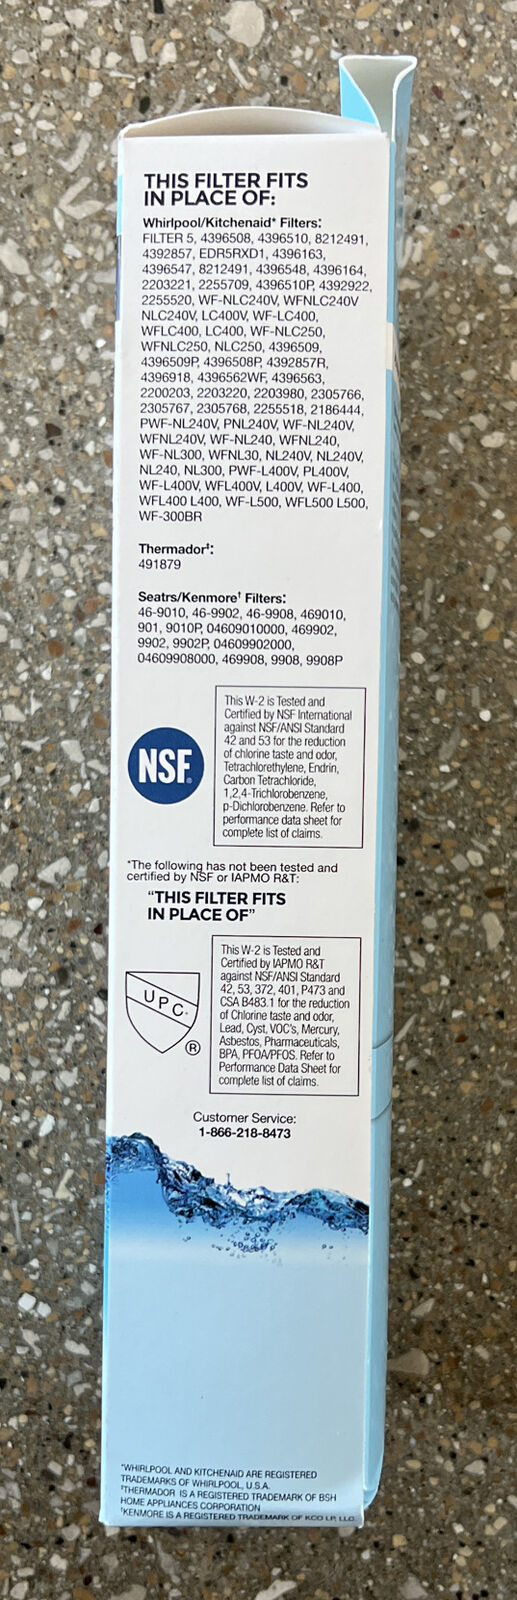 THIS FILTER FITS
IN PLACE OF:
Whirlpool/Kitchenaid* Filters:
FILTER 5, 4396508, 4396510, 8212491,
4392857, EDR5RXD1, 4396163,
4396547, 8212491, 4396548, 4396164,
2203221, 2255709, 4396510P, 4392922,
2255520, WF-NLC240V, WFNLC240V
NLC240V, LC400V, WF-LC400,
WFLC400, LC400, WF-NLC250,
WFNLC250, NLC250, 4396509,
4396509P, 4396508P, 4392857R,
4396918, 4396562WF, 4396563,
2200203, 2203220, 2203980, 2305766,
2305767, 2305768, 2255518, 2186444,
PWF-NL240V, PNL240V, WF-NL240V,
WFNL240V, WF-NL240, WFNL240,
WF-NL300, WFNL30, NL240V, NL240V,
NL240, NL300, PWF-L400V, PL400V,
WF-L400V, WFL400V, L400V, WF-L400,
WFL400 L400, WF-L500, WFL500 L500,
WF-300BR
Thermador‡:
491879
Seatrs/Kenmore† Filters:
46-9010, 46-9902, 46-9908, 469010,
901, 9010P, 04609010000, 469902,
9902, 9902P, 04609902000,
04609908000, 469908, 9908, 9908P
NSF®
This W-2 is Tested and
Certified by NSF International
against NSF/ANSI Standard
42 and 53 for the reduction
of chlorine taste and odor,
Tetrachlorethylene, Endrin,
Carbon Tetrachloride,
1,2,4-Trichlorobenzene,
p-Dichlorobenzene. Refer to
performance data sheet for
complete list of claims.
*The following has not been tested and
certified by NSF or IAPMO R&T:
"THIS FILTER FITS
IN PLACE OF"
UPC®
This W-2 is Tested and
Certified by IAPMO R&T
against NSF/ANSI Standard
42, 53, 372, 401, P473 and
CSA B483.1 for the reduction
of Chlorine taste and odor,
Lead, Cyst, VOC's, Mercury,
Asbestos, Pharmaceuticals,
BPA, PFOA/PFOS. Refer to
Performance Data Sheet for
complete list of claims.
Customer Service:
1-866-218-8473
*WHIRLPOOL AND KITCHENAID ARE REGISTERED
TRADEMARKS OF WHIRLPOOL, U.S.A.
‡THERMADOR IS A REGISTERED TRADEMARK OF BSH
HOME APPLIANCES CORPORATION
†KENMORE IS A REGISTERED TRADEMARK OF KCD LP, LLC.